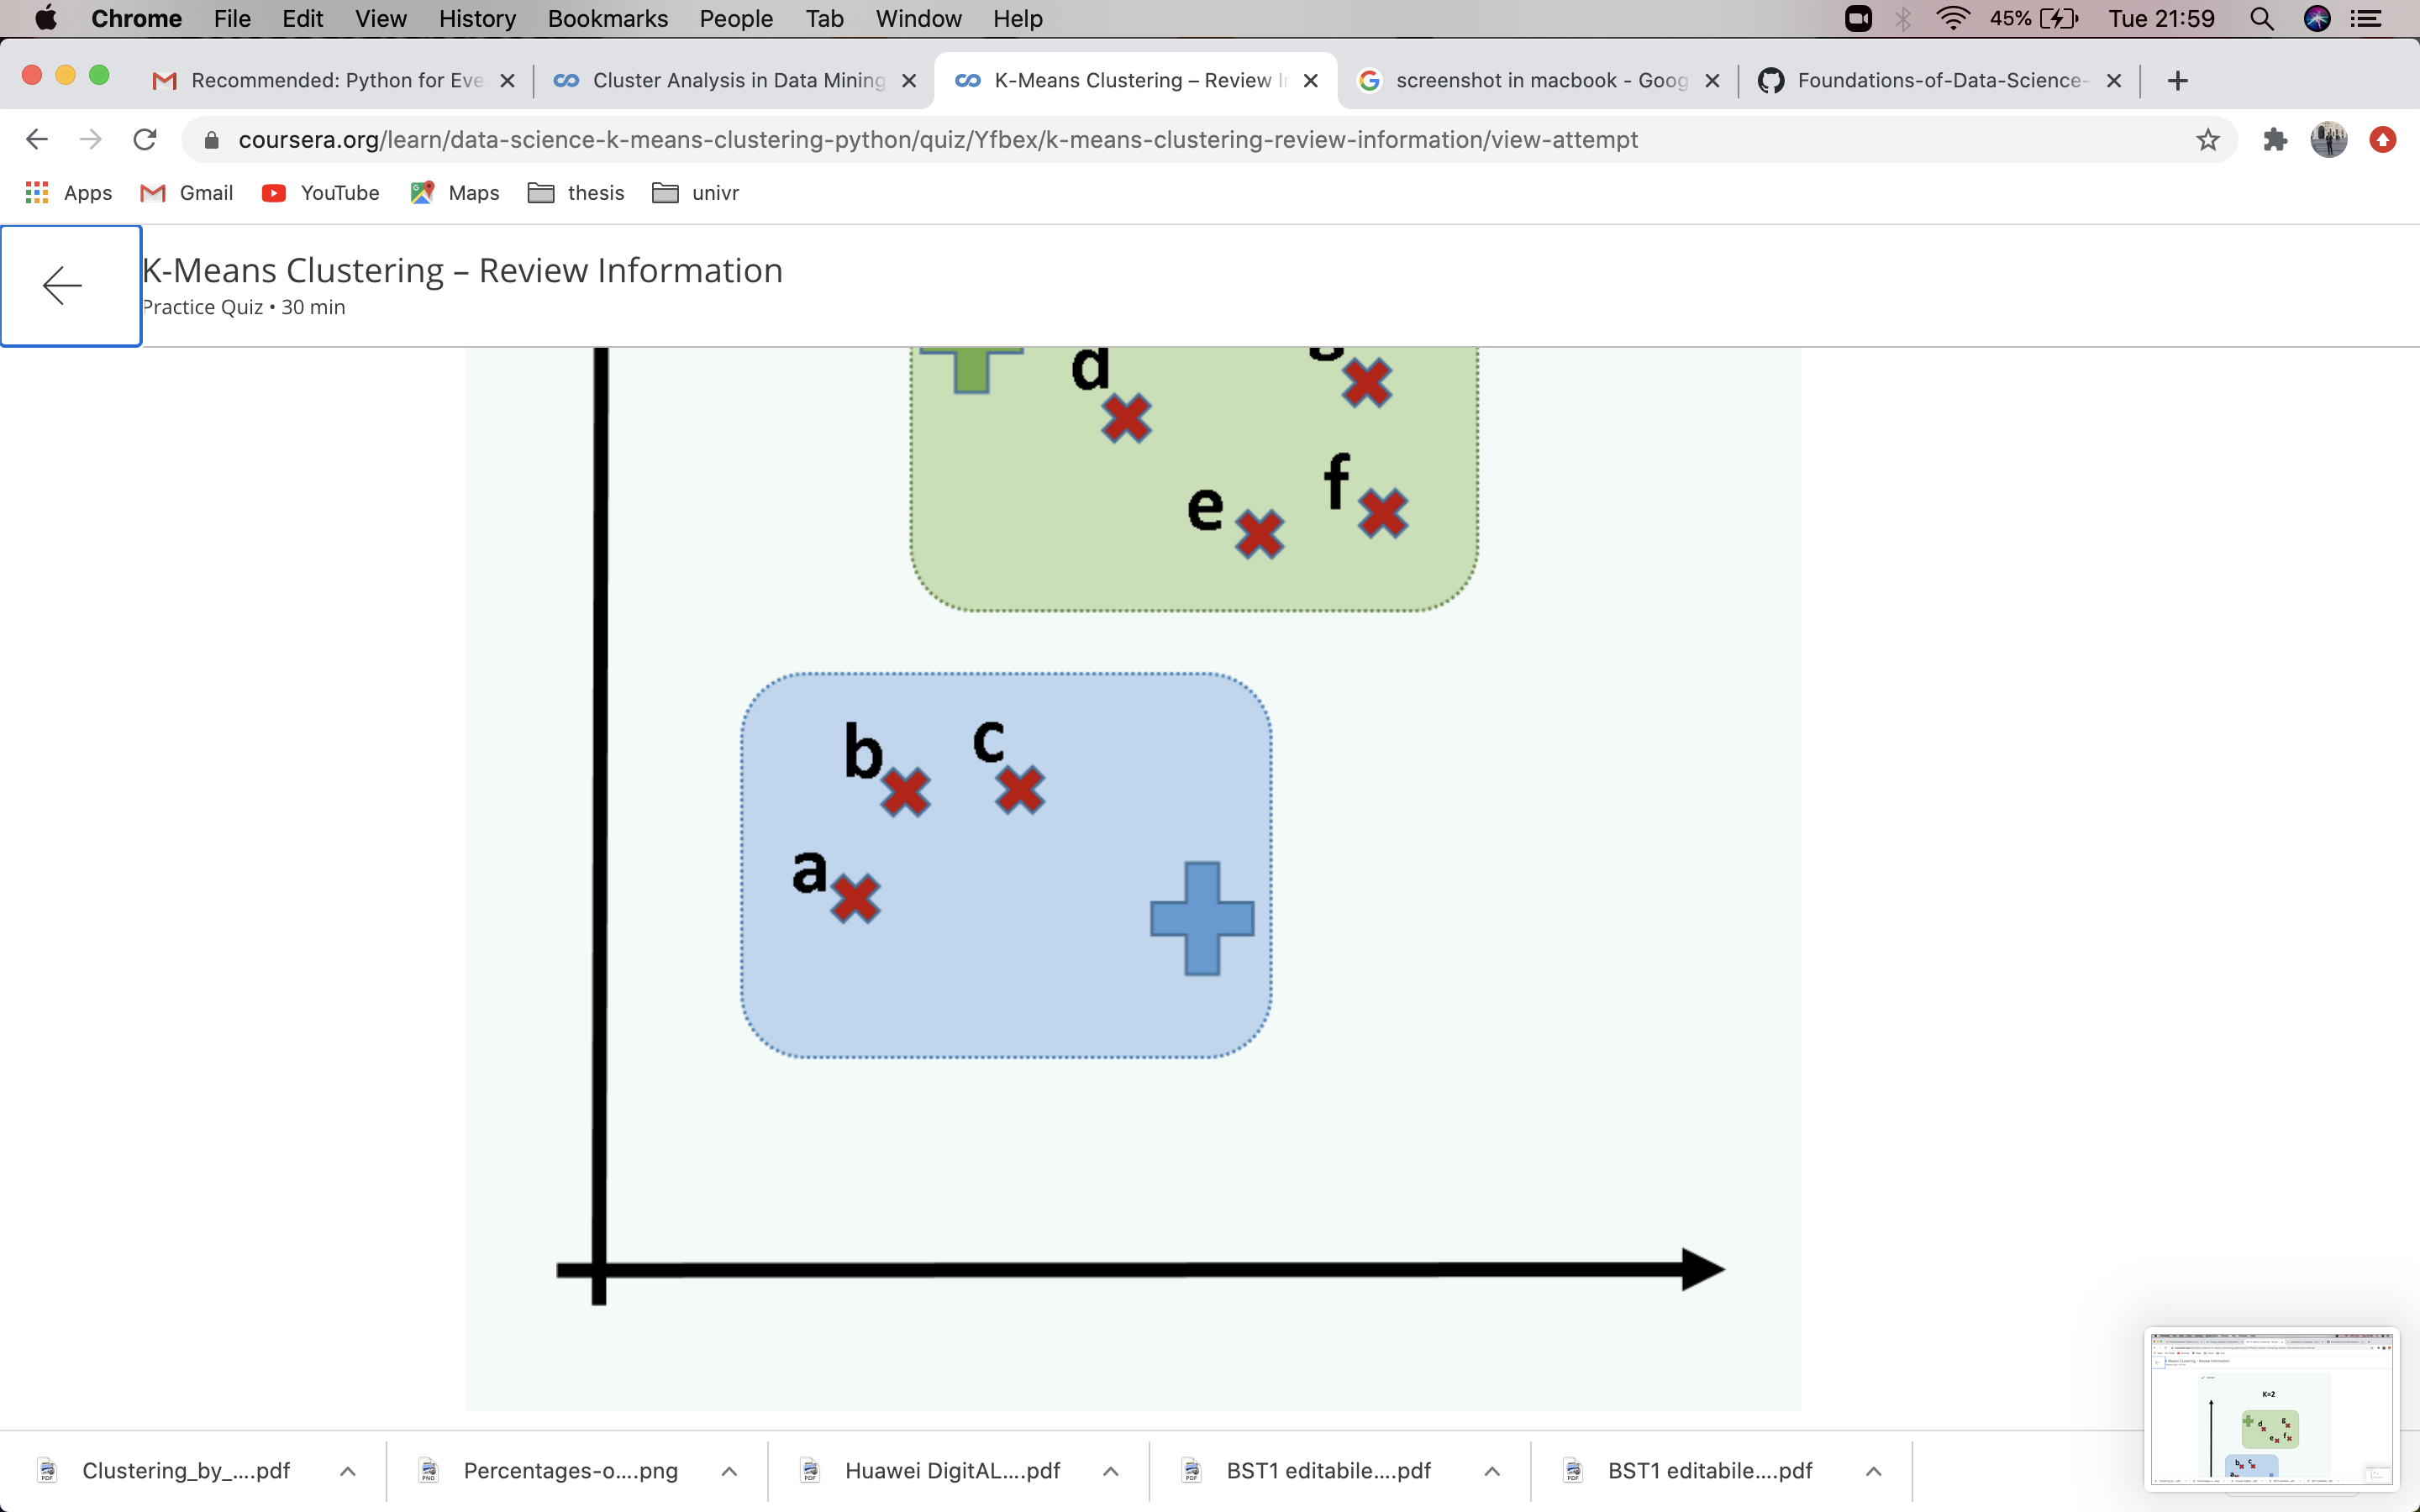 Chrome File Edit View History Bookmarks People Tab Window Help 45% Tue 21:59
Recommended: Python for Eve Cluster Analysis in Data Mining K-Means Clustering – Review I screenshot in macbook - Goog Foundations-of-Data-Science-
coursera.org/learn/data-science-k-means-clustering-python/quiz/Yfbex/k-means-clustering-review-information/view-attempt
Apps Gmail YouTube Maps thesis univr
K-Means Clustering – Review Information
Practice Quiz • 30 min
d
f
e
b c
a
K=2
Clustering_by_....pdf Percentages-o....png Huawei DigitAL....pdf BST1 editabile....pdf BST1 editabile....pdf